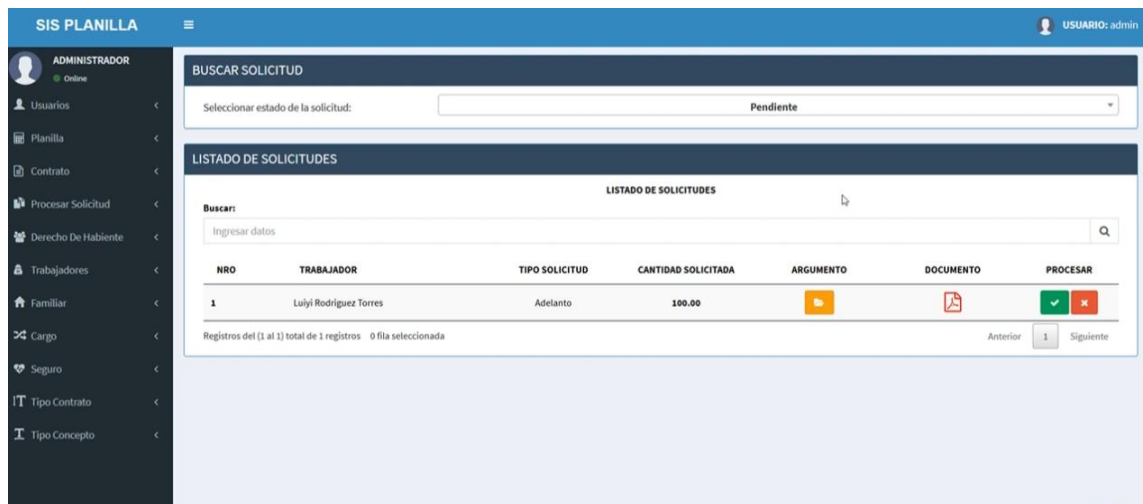 SIS PLANILLA
USUARIO: admin
ADMINISTRADOR
Online
Usuarios
Planilla
Contrato
Procesar Solicitud
Derecho De Habiente
Trabajadores
Familiar
Cargo
Seguro
Tipo Contrato
Tipo Concepto
BUSCAR SOLICITUD
Seleccionar estado de la solicitud: Pendiente
LISTADO DE SOLICITUDES
LISTADO DE SOLICITUDES
Buscar:
Ingresar datos
NRO TRABAJADOR TIPO SOLICITUD CANTIDAD SOLICITADA ARGUMENTO DOCUMENTO PROCESAR
1 Luiyi Rodriguez Torres Adelanto 100.00
Registros del (1 al 1) total de 1 registros 0 fila seleccionada Anterior 1 Siguiente